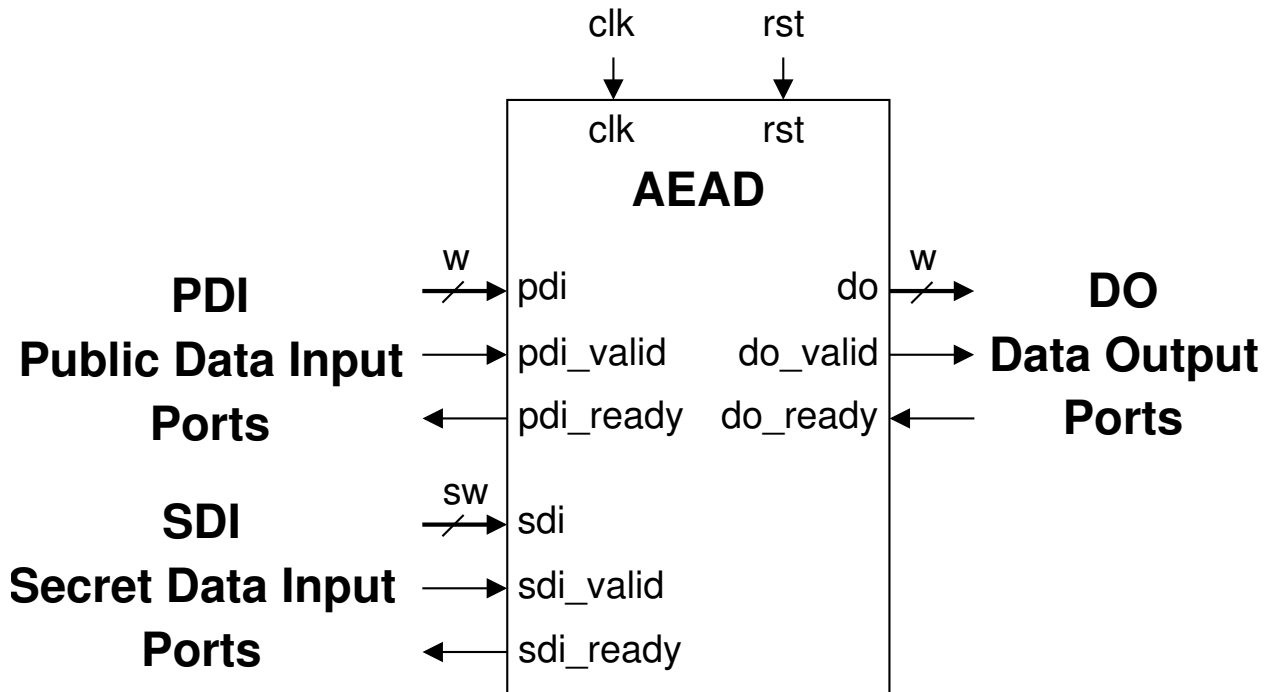 clk rst
clk rst
AEAD
w w
PDI pdi do DO
Public Data Input pdi_valid do_valid Data Output
Ports pdi_ready do_ready Ports
sw
SDI sdi
Secret Data Input sdi_valid
Ports sdi_ready